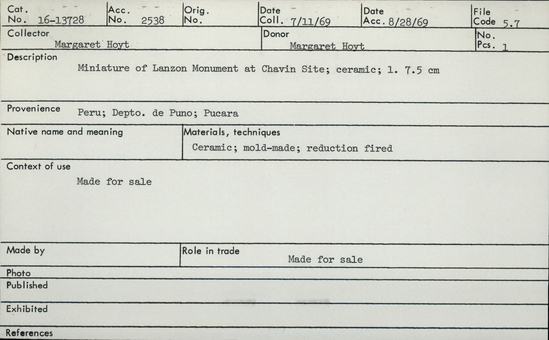 Cat. No. 16-13728 Acc. No. 2538 Orig. No. Date Coll. 7/11/69 Date Acc. 8/28/69 File Code 5.7
Collector Margaret Hoyt Donor Margaret Hoyt No. Pcs. 1
Description Miniature of Lanzon Monument at Chavin Site; ceramic; l. 7.5 cm
Provenience Peru; Depto. de Puno; Pucara
Native name and meaning Materials, techniques
Ceramic; mold-made; reduction fired
Context of use
Made for sale
Made by Role in trade
Made for sale
Photo
Published
Exhibited
References